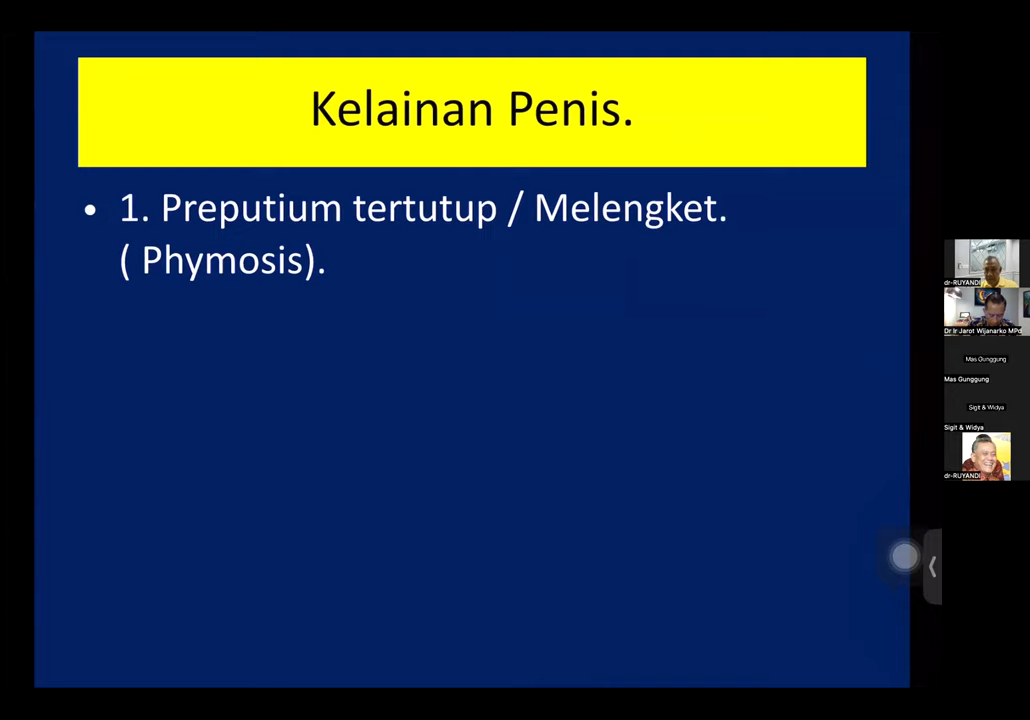 Kelainan Penis.
• 1. Preputium tertutup / Melengket.
( Phymosis).
dr-RUYANDI
Dr Ir Jarot Wijanarko MPd
Mas Gunggung
Mas Gunggung
Sigit & Widya
Sigit & Widya
dr-RUYANDI